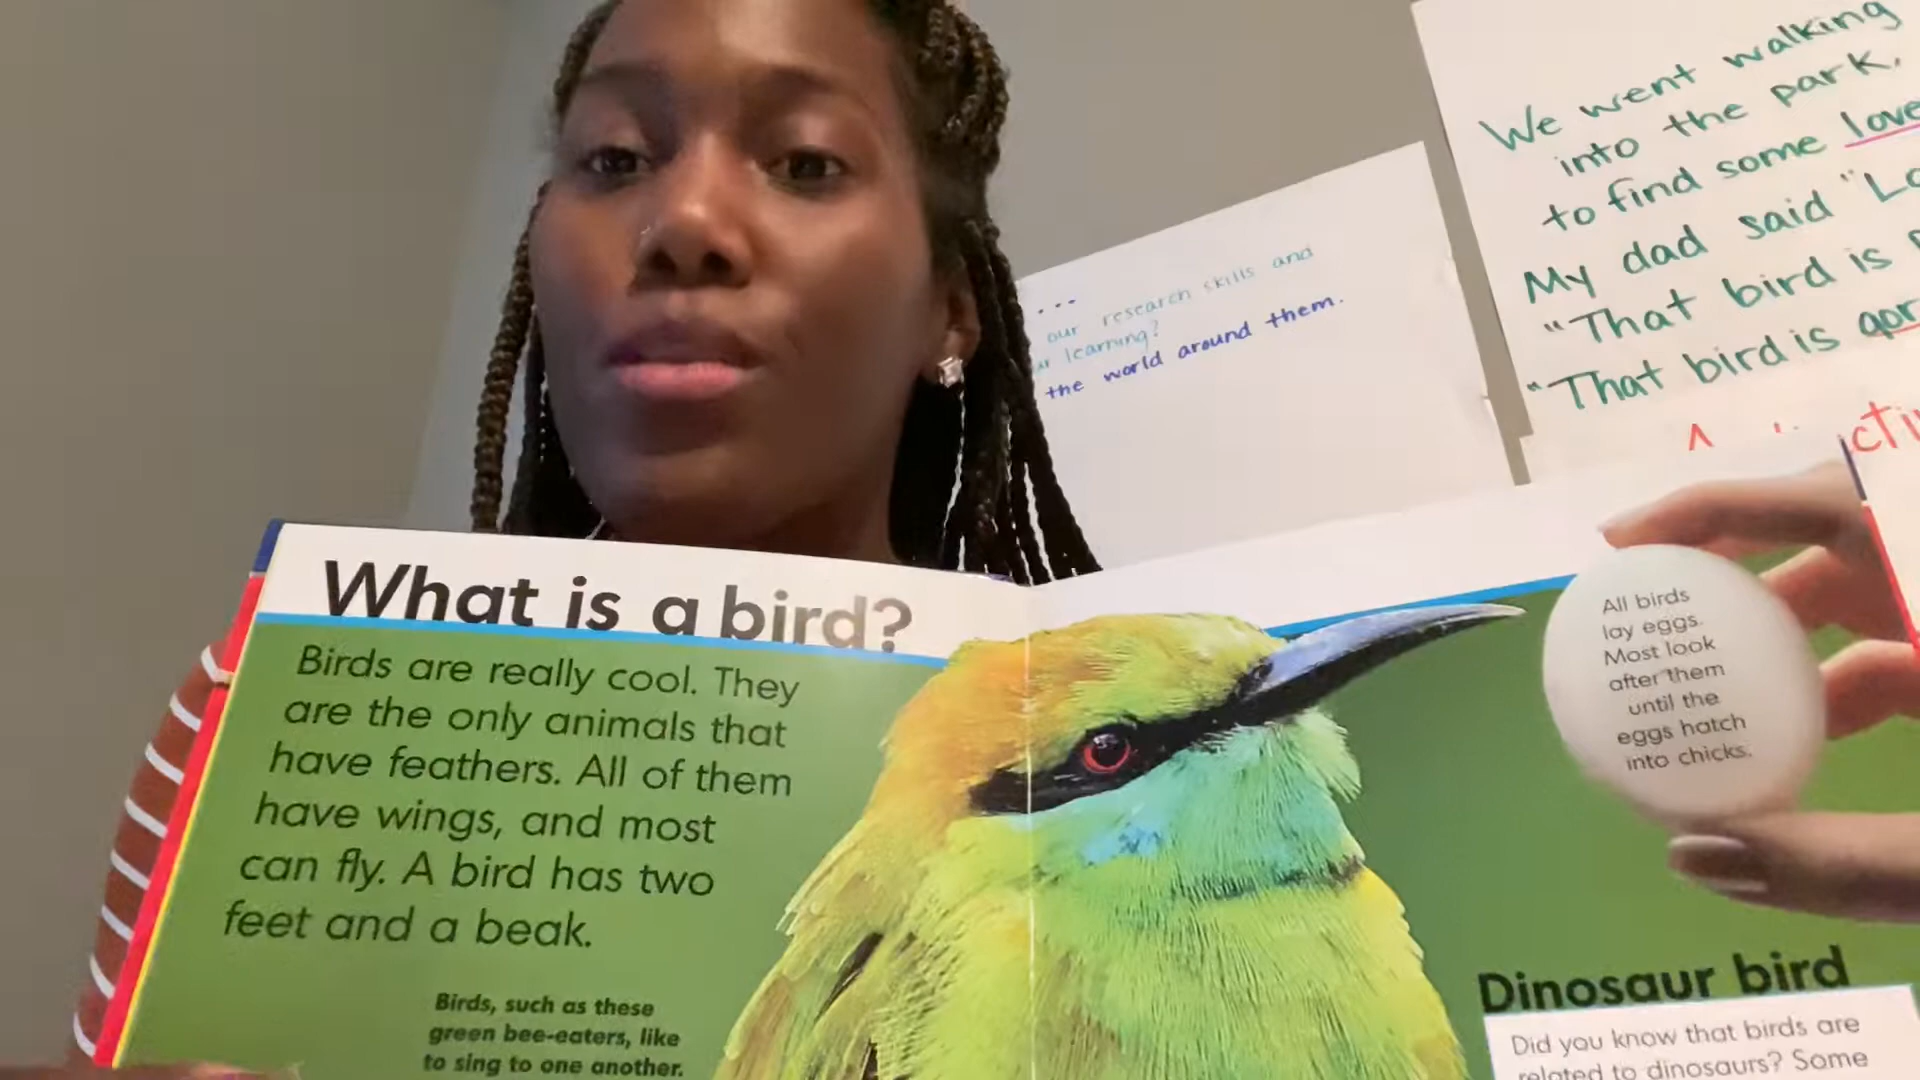 We went walking
into the park,
to find some
My dad said
"That bird is
"That bird is
...
our research skills and
learning?
the world around them.
What is a bird?
Birds are really cool. They
are the only animals that
have feathers. All of them
have wings, and most
can fly. A bird has two
feet and a beak.
Birds, such as these
green bee-eaters, like
to sing to one another.
All birds
lay eggs.
Most look
after them
until the
eggs hatch
into chicks.
Dinosaur bird
Did you know that birds are
related to dinosaurs? Some